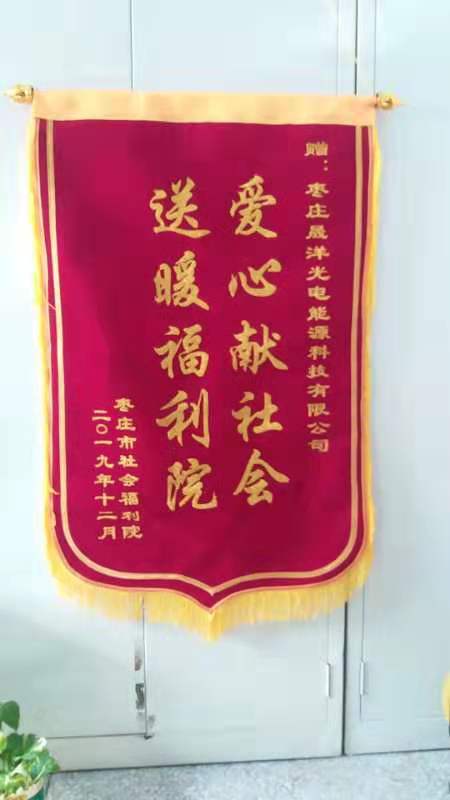 赠：枣庄晟洋光电能源科技有限公司
爱心献社会
送暖福利院
枣庄市社会福利院
二〇一九年十二月